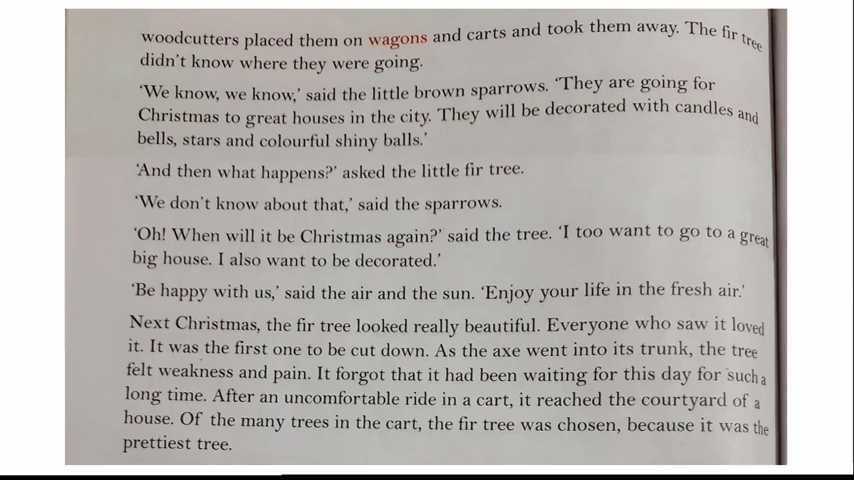 woodcutters placed them on wagons and carts and took them away. The fir tree
didn't know where they were going.
'We know, we know,' said the little brown sparrows. 'They are going for
Christmas to great houses in the city. They will be decorated with candles and
bells, stars and colourful shiny balls.'
'And then what happens?' asked the little fir tree.
'We don't know about that,' said the sparrows.
'Oh! When will it be Christmas again?' said the tree. 'I too want to go to a great
big house. I also want to be decorated.'
'Be happy with us,' said the air and the sun. 'Enjoy your life in the fresh air.'
Next Christmas, the fir tree looked really beautiful. Everyone who saw it loved
it. It was the first one to be cut down. As the axe went into its trunk, the tree
felt weakness and pain. It forgot that it had been waiting for this day for such a
long time. After an uncomfortable ride in a cart, it reached the courtyard of a
house. Of the many trees in the cart, the fir tree was chosen, because it was the
prettiest tree.